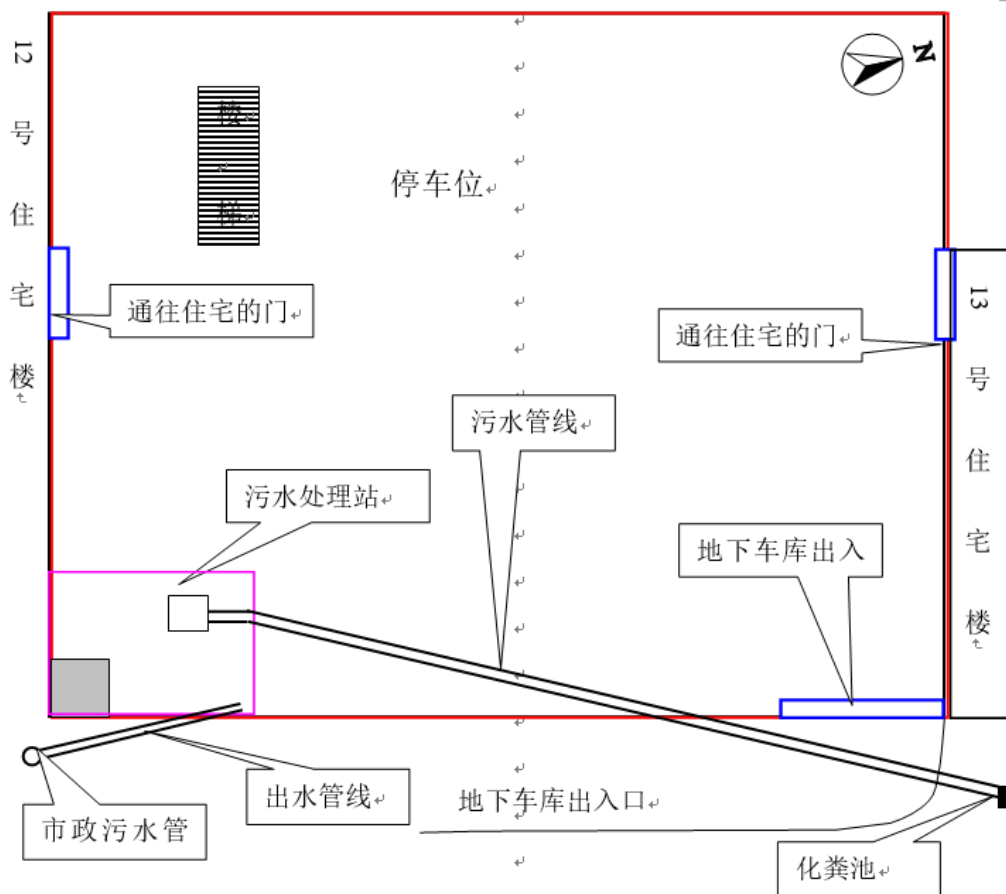 12号住宅楼
N
楼梯
停车位
13号住宅楼
通往住宅的门
通往住宅的门
污水管线
污水处理站
地下车库出入
出水管线
地下车库出入口
市政污水管
化粪池